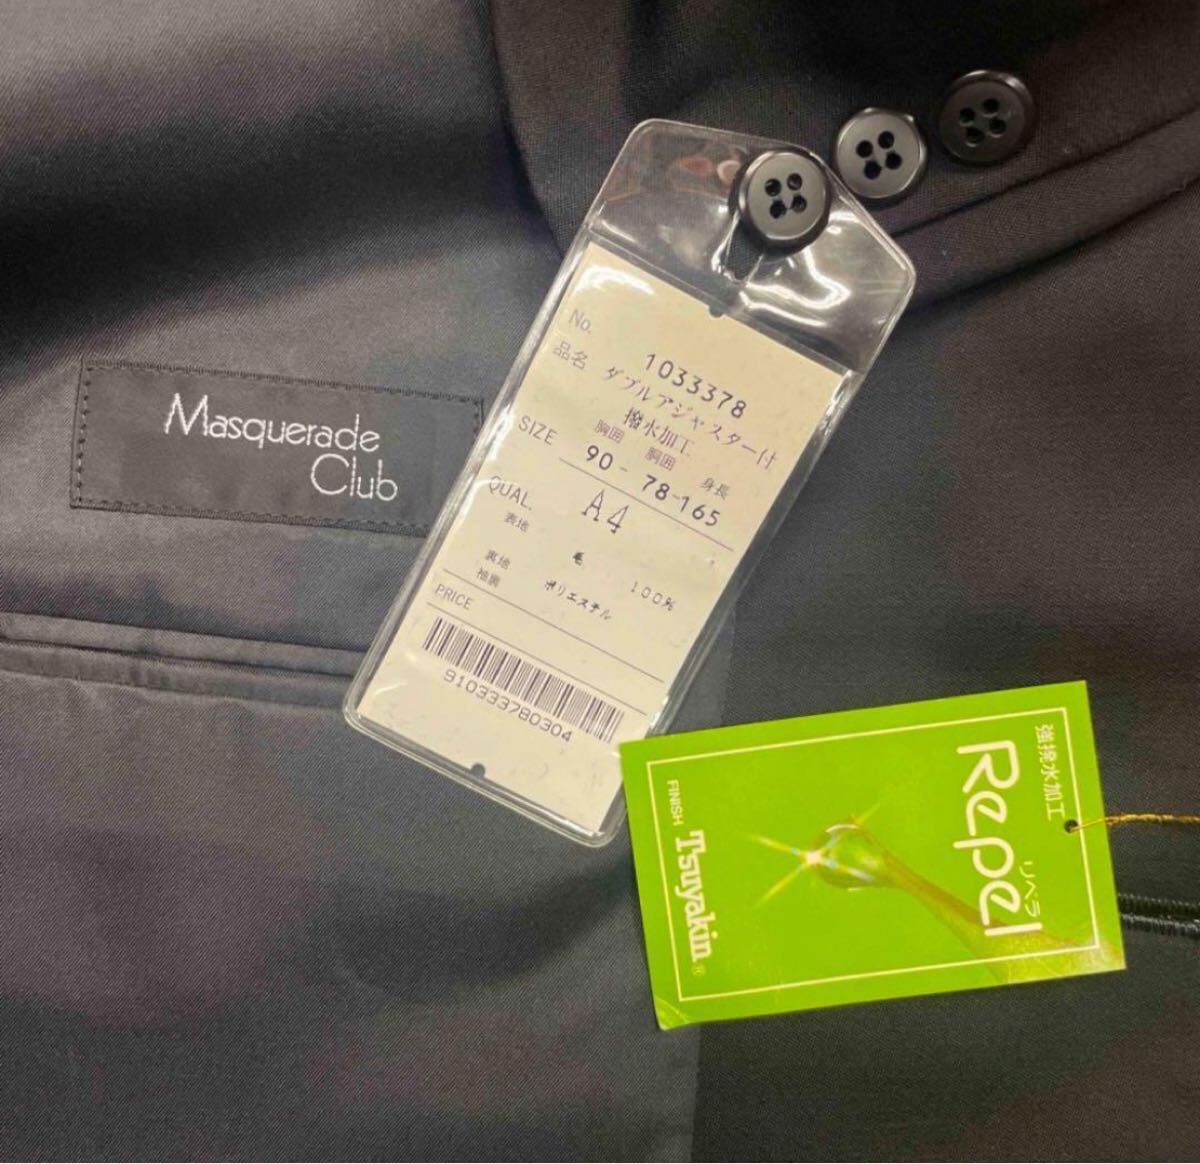 Masquerade
Club
No.
1033378
品名 ダブルアジャスター付
撥水加工
SIZE 胸囲 胴囲 身長
90-78-165
A4
QUAL.
表地 毛 100%
裏地
袖裏 ポリエステル
PRICE
910333780304
強撥水加工
Repel
リペラ
FINISH Tsuyakin®